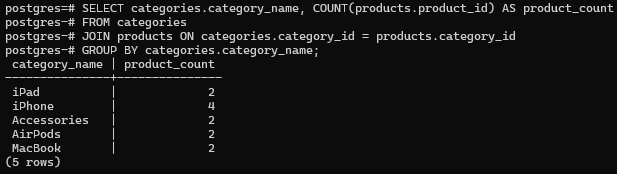 postgres=# SELECT categories.category_name, COUNT(products.product_id) AS product_count
postgres-# FROM categories
postgres-# JOIN products ON categories.category_id = products.category_id
postgres-# GROUP BY categories.category_name;
 category_name | product_count
---------------+---------------
 iPad          |             2
 iPhone        |             4
 Accessories   |             2
 AirPods       |             2
 MacBook       |             2
(5 rows)